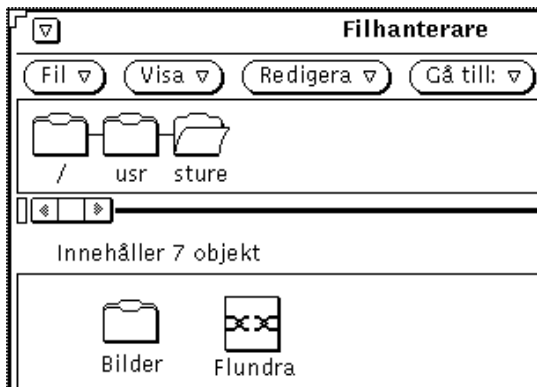 Filhanterare
Fil Visa Redigera Gå till:
/ usr sture
Innehåller 7 objekt
Bilder Flundra